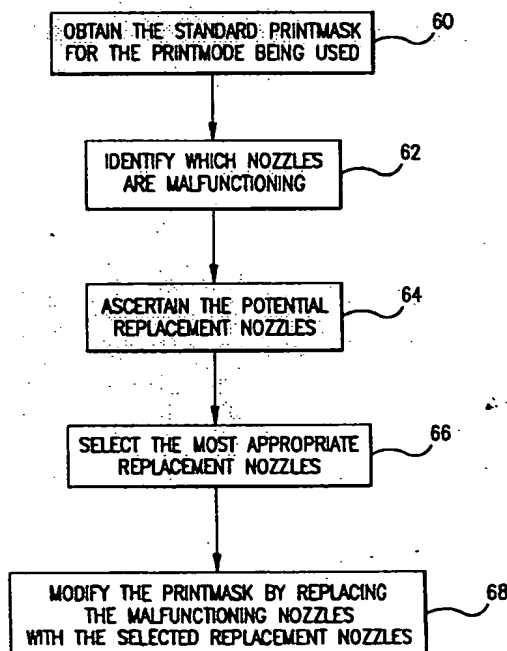 OBTAIN THE STANDARD PRINTMASK
FOR THE PRINTMODE BEING USED
60
IDENTIFY WHICH NOZZLES
ARE MALFUNCTIONING
62
ASCERTAIN THE POTENTIAL
REPLACEMENT NOZZLES
64
SELECT THE MOST APPROPRIATE
REPLACEMENT NOZZLES
66
MODIFY THE PRINTMASK BY REPLACING
THE MALFUNCTIONING NOZZLES
WITH THE SELECTED REPLACEMENT NOZZLES
68